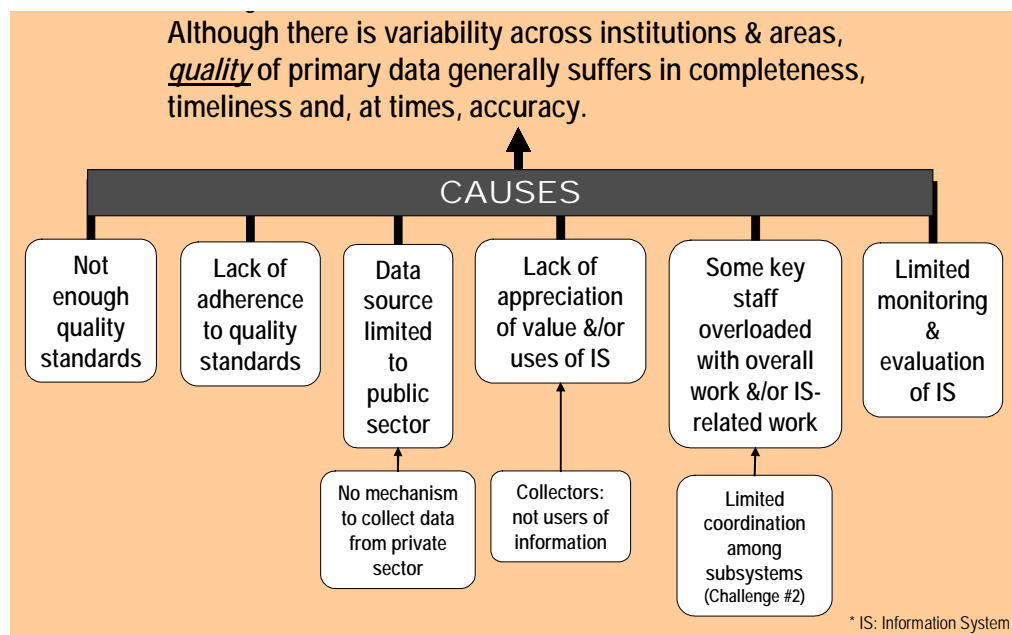 Although there is variability across institutions & areas,
quality of primary data generally suffers in completeness,
timeliness and, at times, accuracy.
CAUSES
Not
enough
quality
standards
Lack of
adherence
to quality
standards
Data
source
limited
to
public
sector
Lack of
appreciation
of value &/or
uses of IS
Some key
staff
overloaded
with overall
work &/or IS-
related work
Limited
monitoring
&
evaluation
of IS
No mechanism
to collect data
from private
sector
Collectors:
not users of
information
Limited
coordination
among
subsystems
(Challenge #2)
* IS: Information System